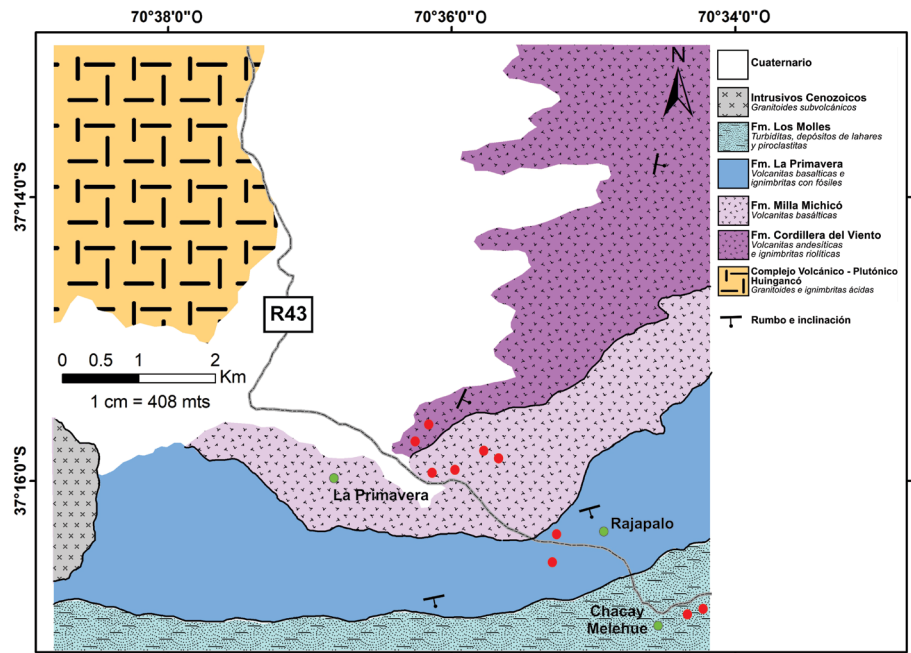 70°38'0"O
70°36'0"O
70°34'0"O
37°14'0"S
37°16'0"S
N
R43
0 0.5 1 2
Km
1 cm = 408 mts
La Primavera
Rajapalo
Chacay
Melehue
Cuaternario
Intrusivos Cenozoicos
Granitoides subvolcánicos
Fm. Los Molles
Turbiditas, depósitos de lahares
y piroclastitas
Fm. La Primavera
Volcanitas basálticas e
ignimbritas con fósiles
Fm. Milla Michicó
Volcanitas basálticas
Fm. Cordillera del Viento
Volcanitas andesíticas
e ignimbritas riolíticas
Complejo Volcánico - Plutónico
Huingancó
Granitoides e ignimbritas ácidas
Rumbo e inclinación